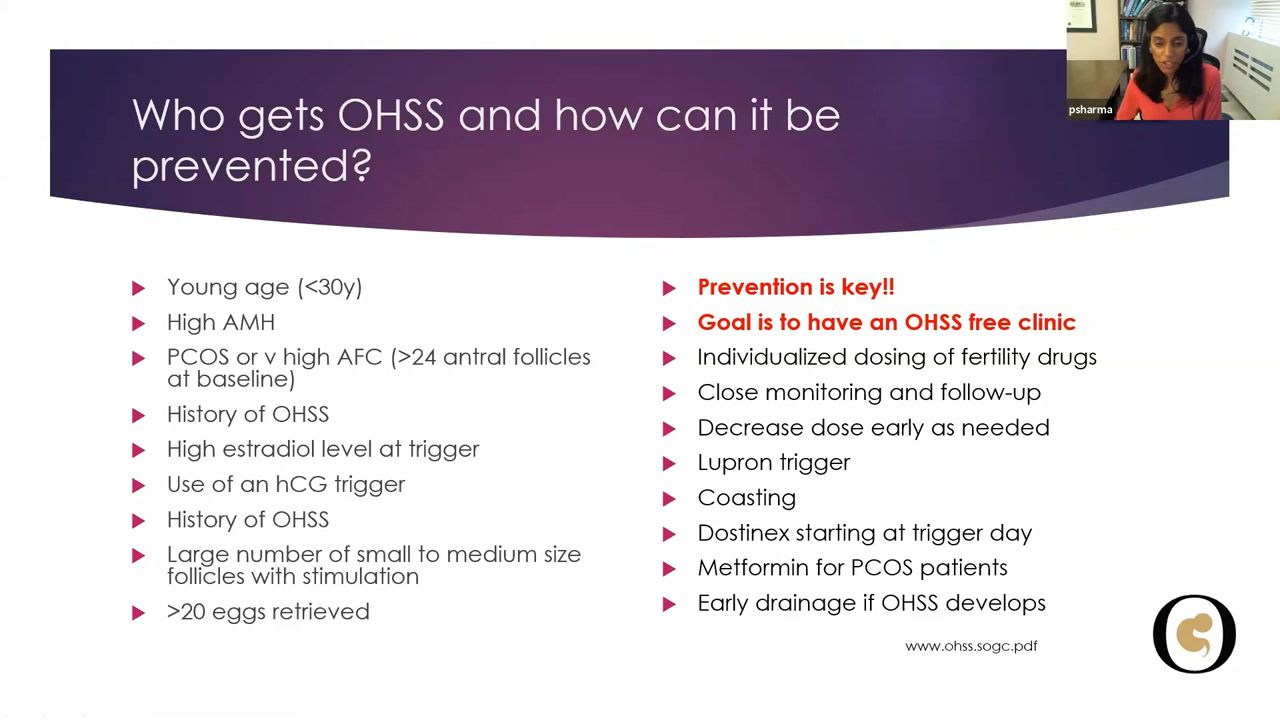 psharma
Who gets OHSS and how can it be
prevented?
Young age (<30y)
High AMH
PCOS or v high AFC (>24 antral follicles
at baseline)
History of OHSS
High estradiol level at trigger
Use of an hCG trigger
History of OHSS
Large number of small to medium size
follicles with stimulation
>20 eggs retrieved
Prevention is key!!
Goal is to have an OHSS free clinic
Individualized dosing of fertility drugs
Close monitoring and follow-up
Decrease dose early as needed
Lupron trigger
Coasting
Dostinex starting at trigger day
Metformin for PCOS patients
Early drainage if OHSS develops
www.ohss.sogc.pdf